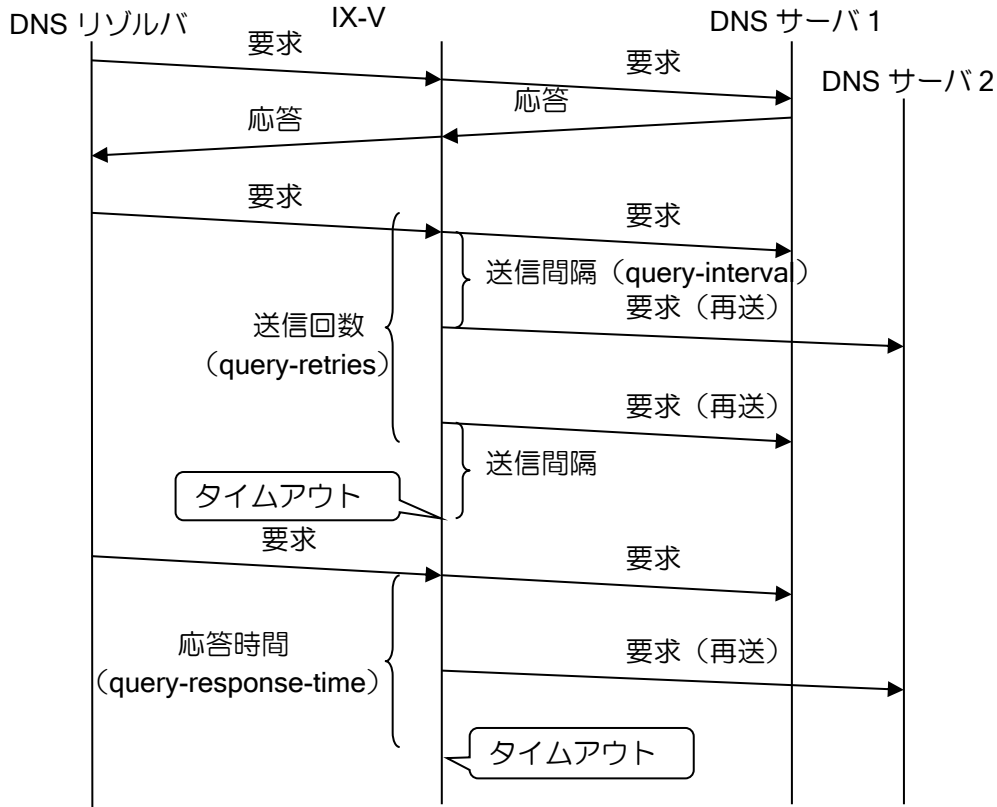 DNS リゾルバ
IX-V
DNS サーバ 1
DNS サーバ 2
要求
要求
応答
応答
要求
要求
送信間隔（query-interval）
要求（再送）
送信回数
（query-retries）
要求（再送）
送信間隔
タイムアウト
要求
要求
応答時間
（query-response-time）
要求（再送）
タイムアウト